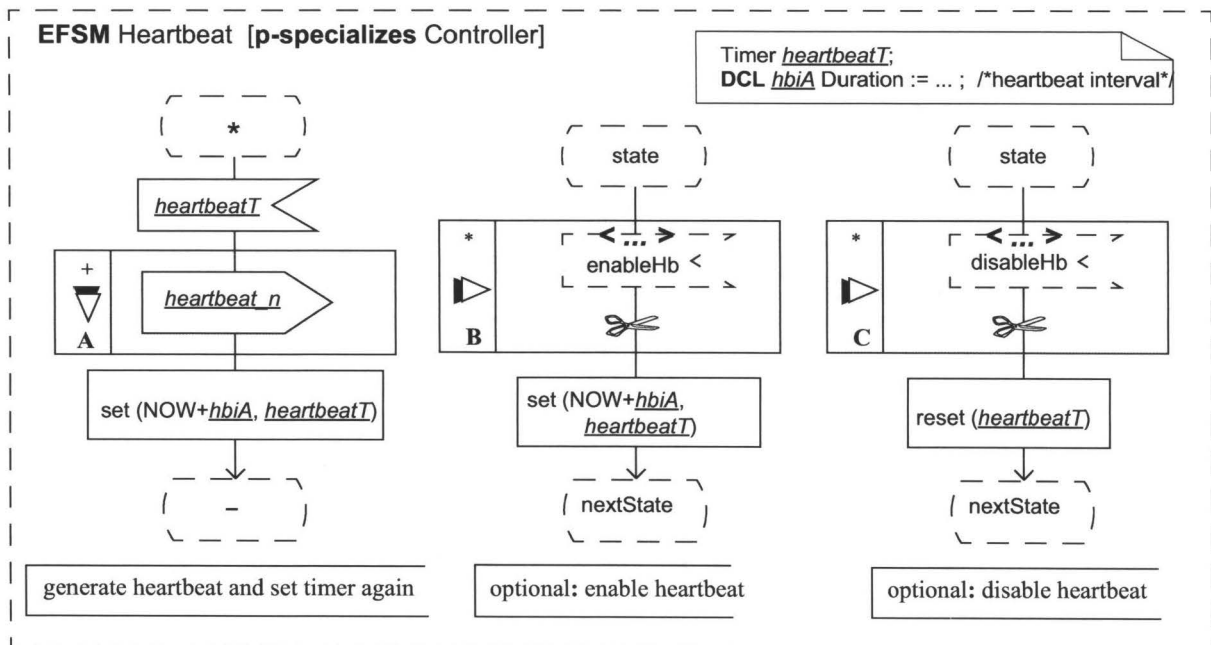 EFSM Heartbeat [p-specializes Controller]
Timer heartbeatT;
DCL hbiA Duration := ... ; /*heartbeat interval*/
*
heartbeatT
+
A
heartbeat_n
set (NOW+hbiA, heartbeatT)
–
generate heartbeat and set timer again
state
*
B
< ... >
enableHb <
set (NOW+hbiA,
heartbeatT)
nextState
optional: enable heartbeat
state
*
C
< ... >
disableHb <
reset (heartbeatT)
nextState
optional: disable heartbeat